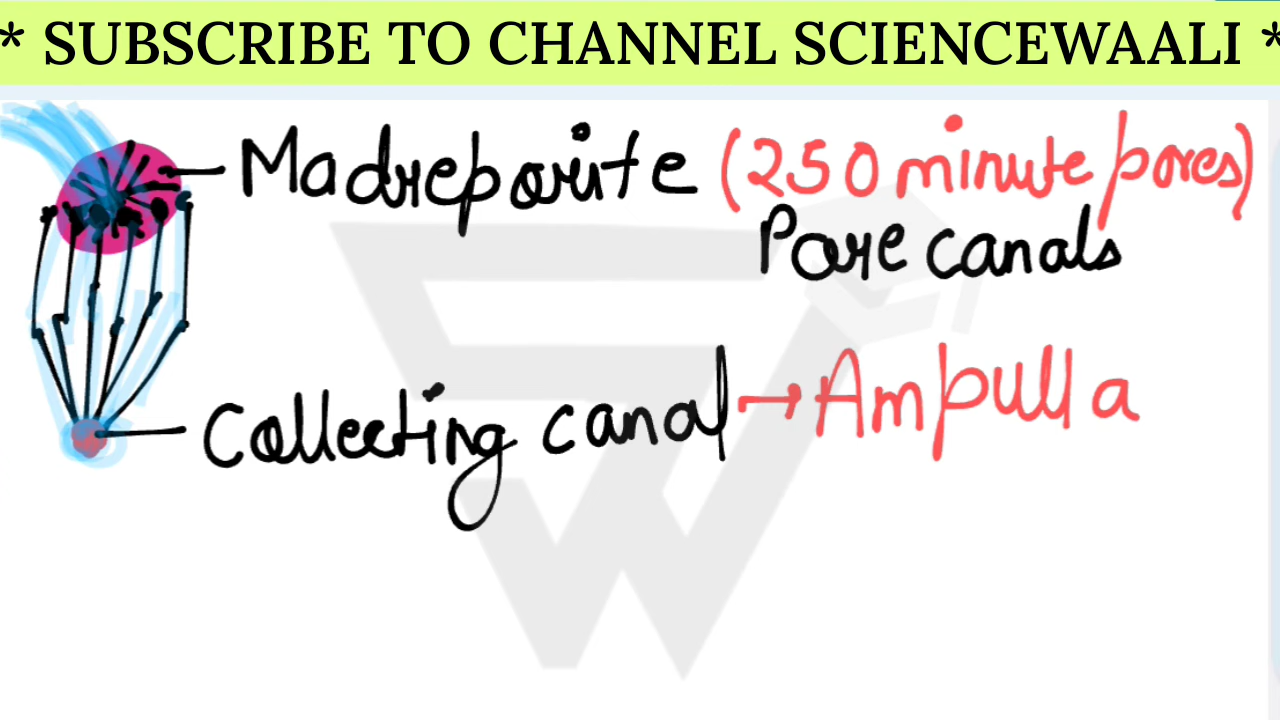 * SUBSCRIBE TO CHANNEL SCIENCEWAALI *
Madreporite (250 minute pores)
Pore canals
Collecting canal → Ampulla